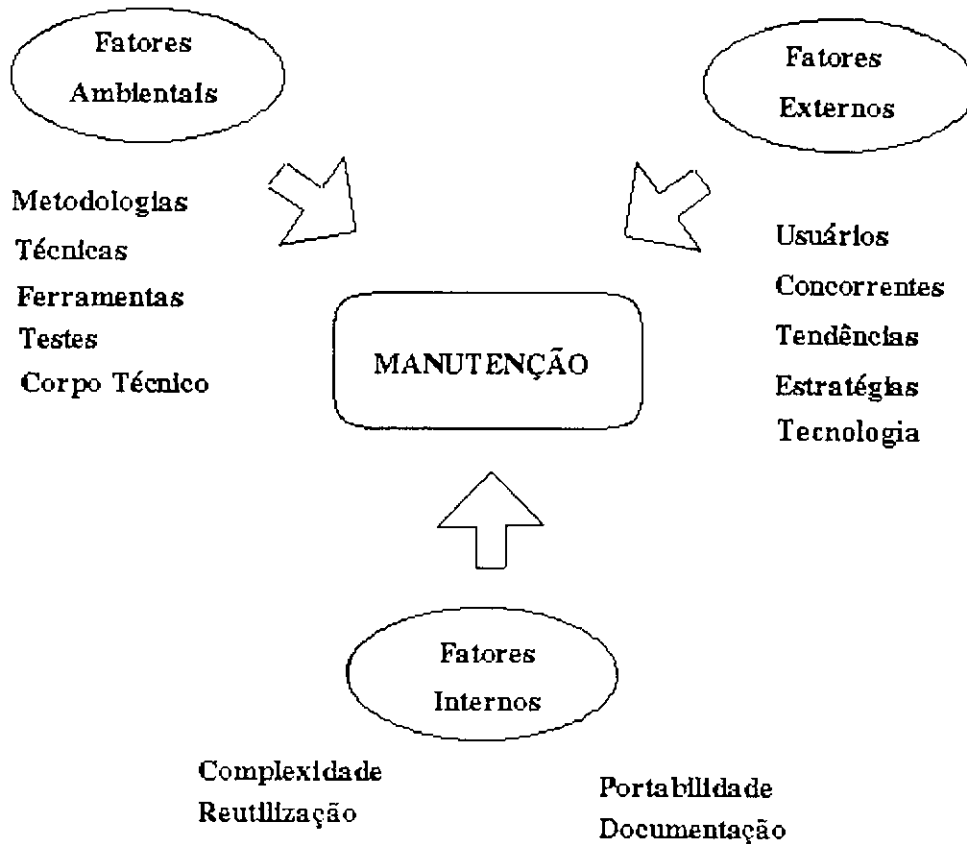 Fatores
Ambientais
Metodologias
Técnicas
Ferramentas
Testes
Corpo Técnico
Fatores
Externos
Usuários
Concorrentes
Tendências
Estratégias
Tecnologia
MANUTENÇÃO
Fatores
Internos
Complexidade
Reutilização
Portabilidade
Documentação